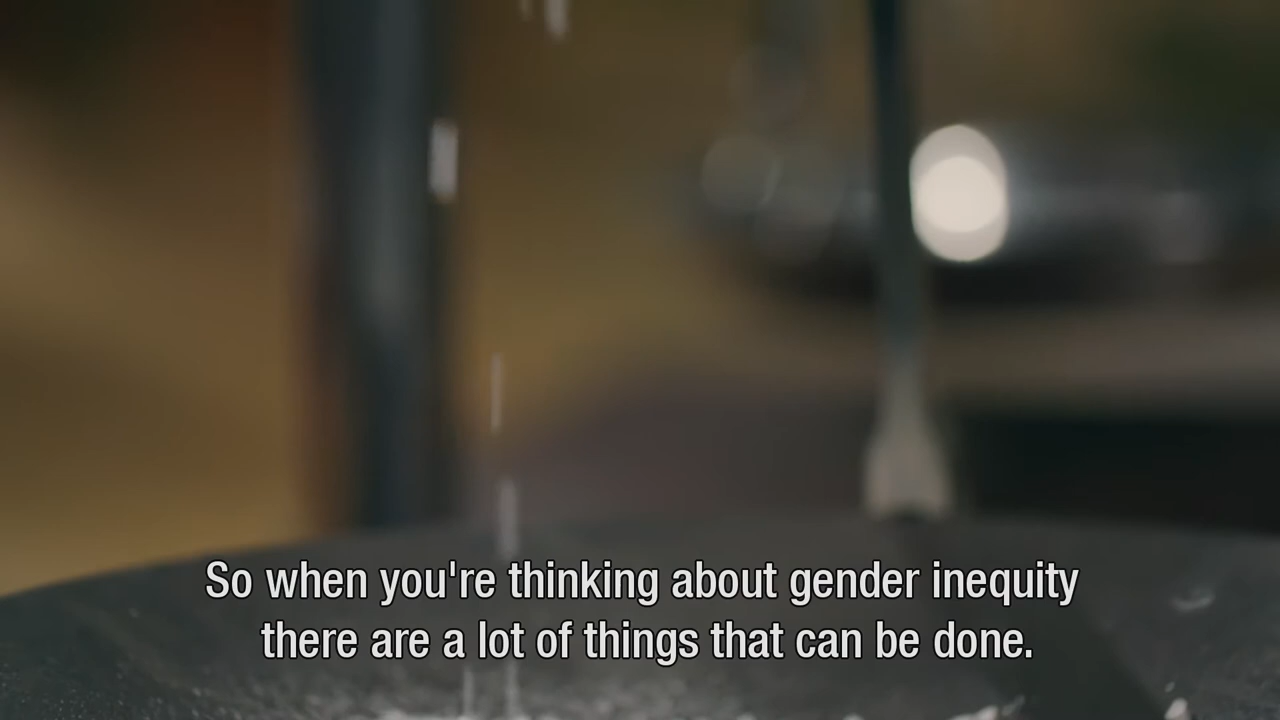 So when you're thinking about gender inequity
there are a lot of things that can be done.